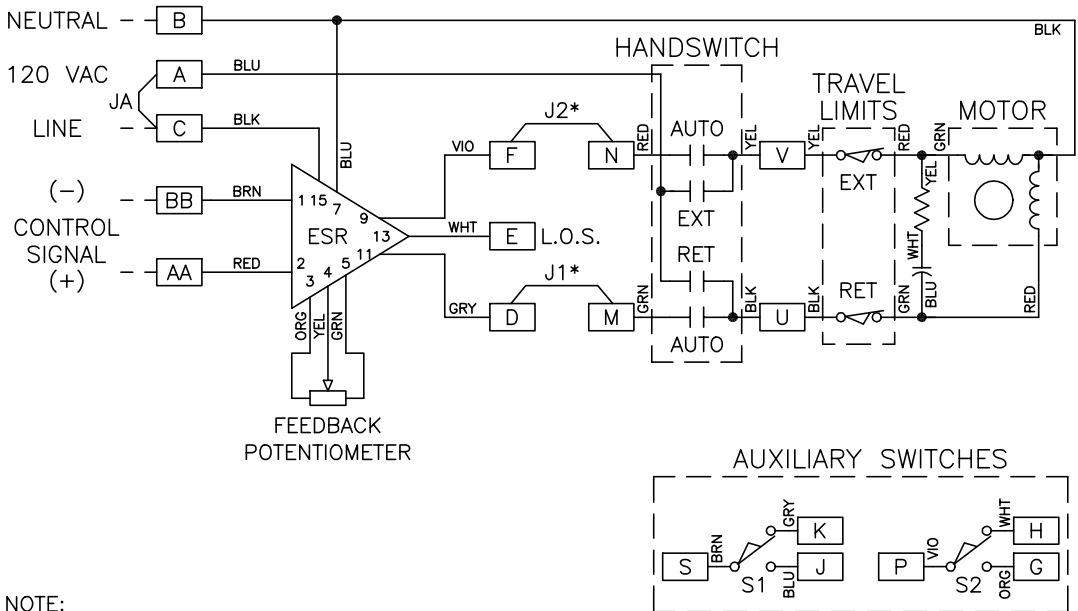 NEUTRAL
B
BLK
HANDSWITCH
120 VAC
A
BLU
JA
TRAVEL
LIMITS
MOTOR
LINE
C
BLK
J2*
AUTO
BLU
VIO
F
N
RED
YEL
V
YEL
RED
GRN
EXT
EXT
YEL
(-)
BB
BRN
1 15 7 9
CONTROL
SIGNAL
ESR
13
WHT
E
L.O.S.
RET
WHT
(+)
AA
RED
2 3 4 5 11
J1*
RET
BLU
RED
GRY
D
M
GRN
BLK
U
BLK
GRN
AUTO
ORG
YEL
GRN
FEEDBACK
POTENTIOMETER
AUXILIARY SWITCHES
GRY
K
WHT
H
S
BRN
S1
BLU
J
P
VIO
S2
ORG
G
NOTE: